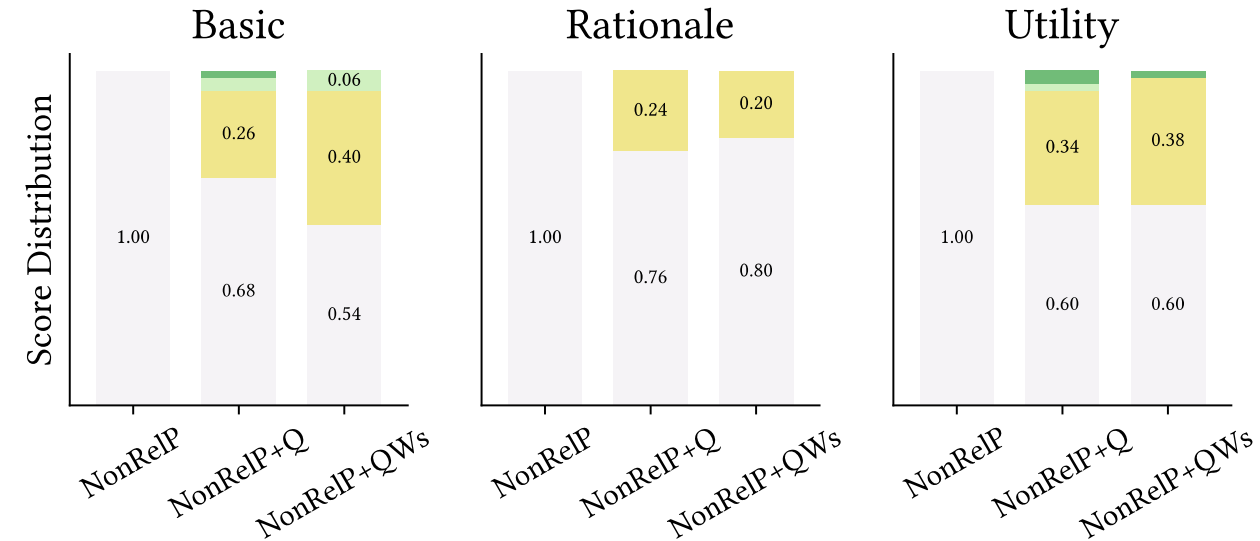 Basic
Rationale
Utility
Score Distribution
0.06
0.26
0.40
1.00
0.68
0.54
0.24
0.20
1.00
0.76
0.80
0.34
0.38
1.00
0.60
0.60
NonRelP
NonRelP+Q
NonRelP+QWs
NonRelP
NonRelP+Q
NonRelP+QWs
NonRelP
NonRelP+Q
NonRelP+QWs